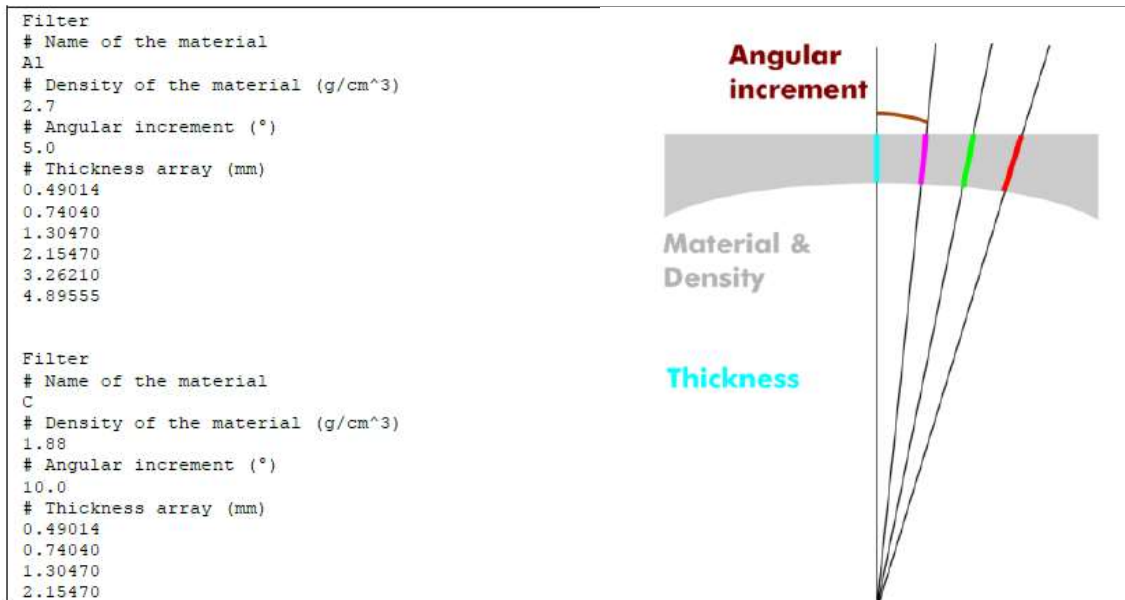 Filter
# Name of the material
Al
# Density of the material (g/cm^3)
2.7
# Angular increment (°)
5.0
# Thickness array (mm)
0.49014
0.74040
1.30470
2.15470
3.26210
4.89555
Filter
# Name of the material
C
# Density of the material (g/cm^3)
1.88
# Angular increment (°)
10.0
# Thickness array (mm)
0.49014
0.74040
1.30470
2.15470
Angular
increment
Material &
Density
Thickness